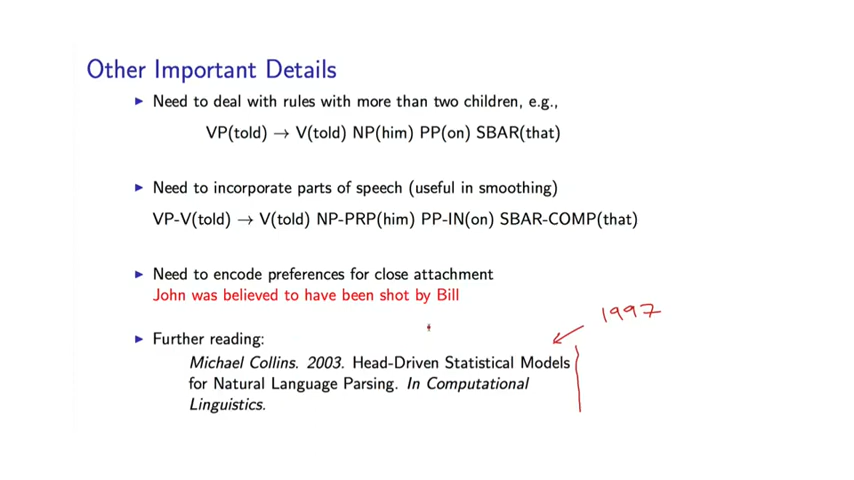 Other Important Details
▶ Need to deal with rules with more than two children, e.g.,
VP(told) → V(told) NP(him) PP(on) SBAR(that)
▶ Need to incorporate parts of speech (useful in smoothing)
VP-V(told) → V(told) NP-PRP(him) PP-IN(on) SBAR-COMP(that)
▶ Need to encode preferences for close attachment
John was believed to have been shot by Bill
1997
▶ Further reading:
Michael Collins. 2003. Head-Driven Statistical Models
for Natural Language Parsing. In Computational
Linguistics.